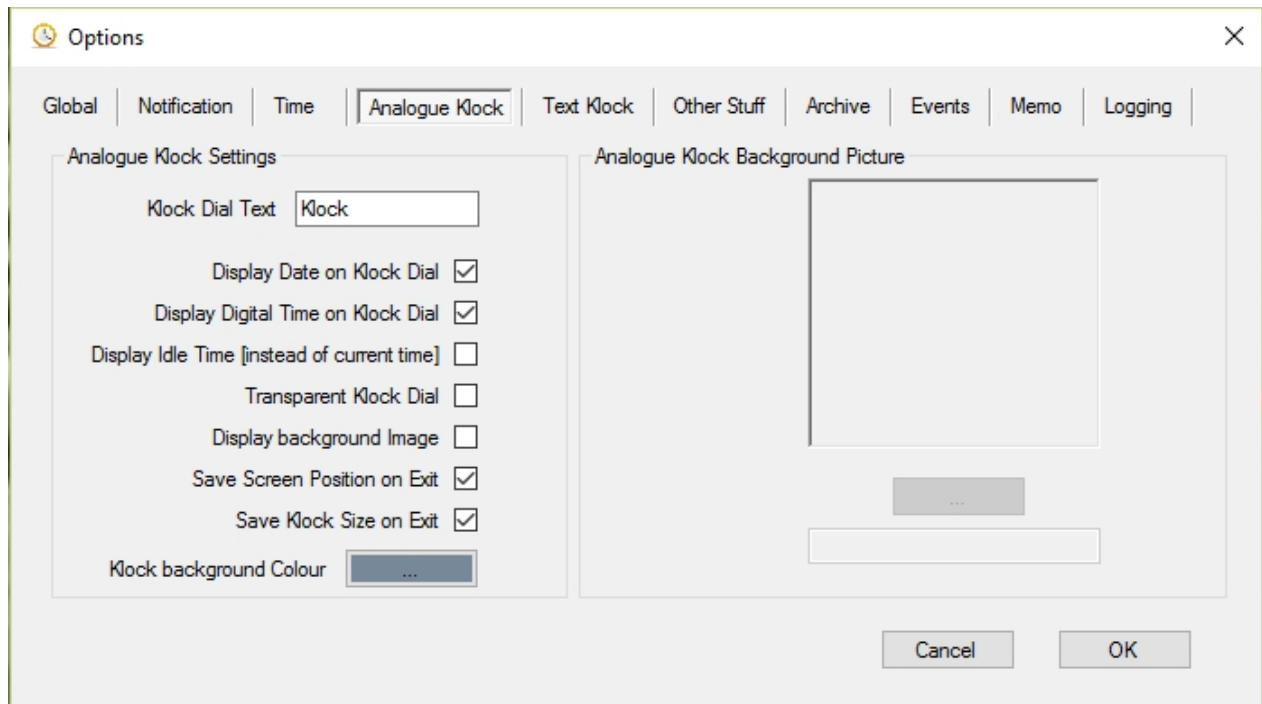 Options
Global Notification Time Analogue Klock Text Klock Other Stuff Archive Events Memo Logging
Analogue Klock Settings
Klock Dial Text Klock
Display Date on Klock Dial
Display Digital Time on Klock Dial
Display Idle Time [instead of current time]
Transparent Klock Dial
Display background Image
Save Screen Position on Exit
Save Klock Size on Exit
Klock background Colour ...
Analogue Klock Background Picture
...
Cancel OK